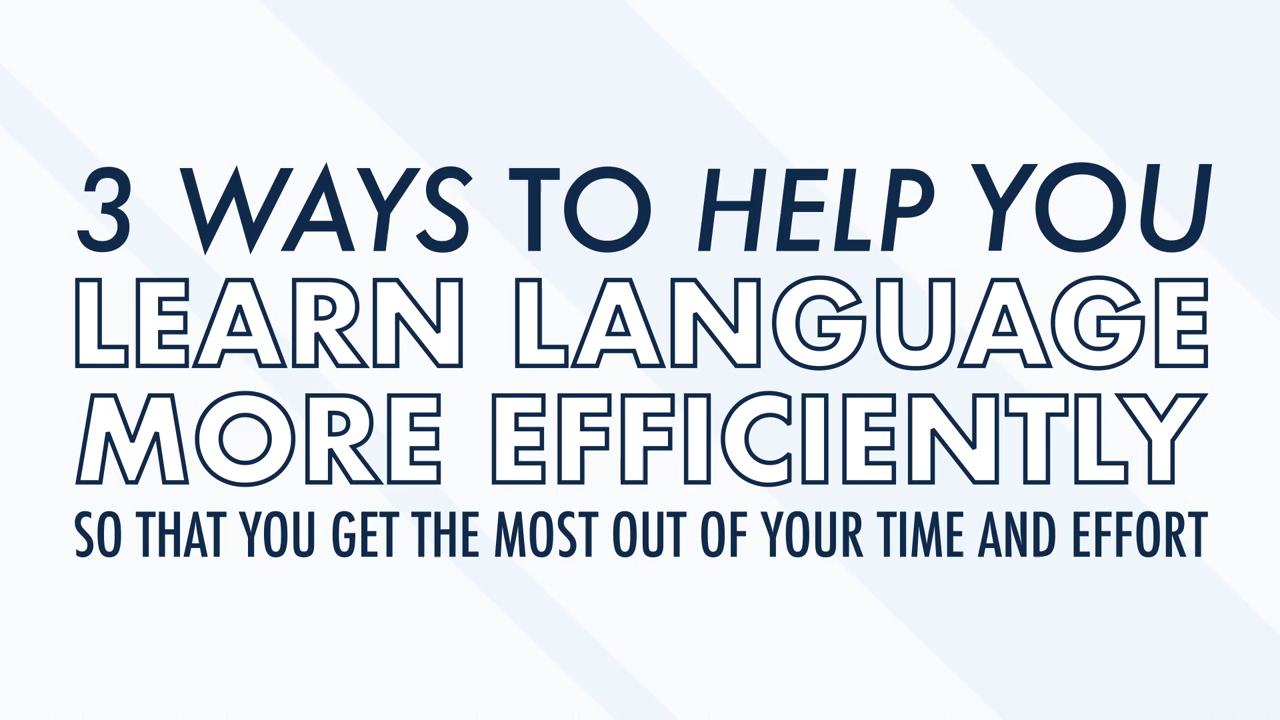 3 WAYS TO HELP YOU
LEARN LANGUAGE
MORE EFFICIENTLY
SO THAT YOU GET THE MOST OUT OF YOUR TIME AND EFFORT